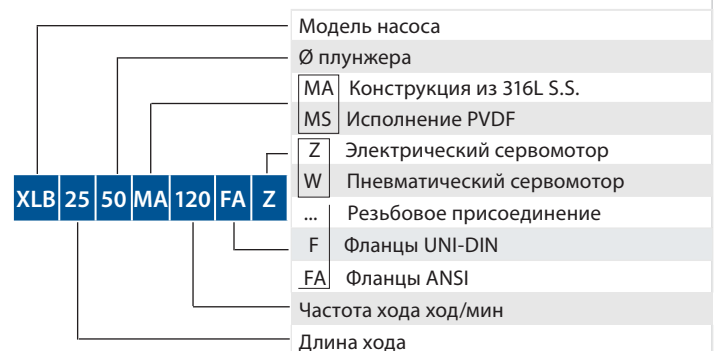 Модель насоса
Ø плунжера
MA Конструкция из 316L S.S.
MS Исполнение PVDF
Z Электрический сервомотор
W Пневматический сервомотор
XLB 25 50 MA 120 FA Z
... Резьбовое присоединение
F Фланцы UNI-DIN
FA Фланцы ANSI
Частота хода ход/мин
Длина хода